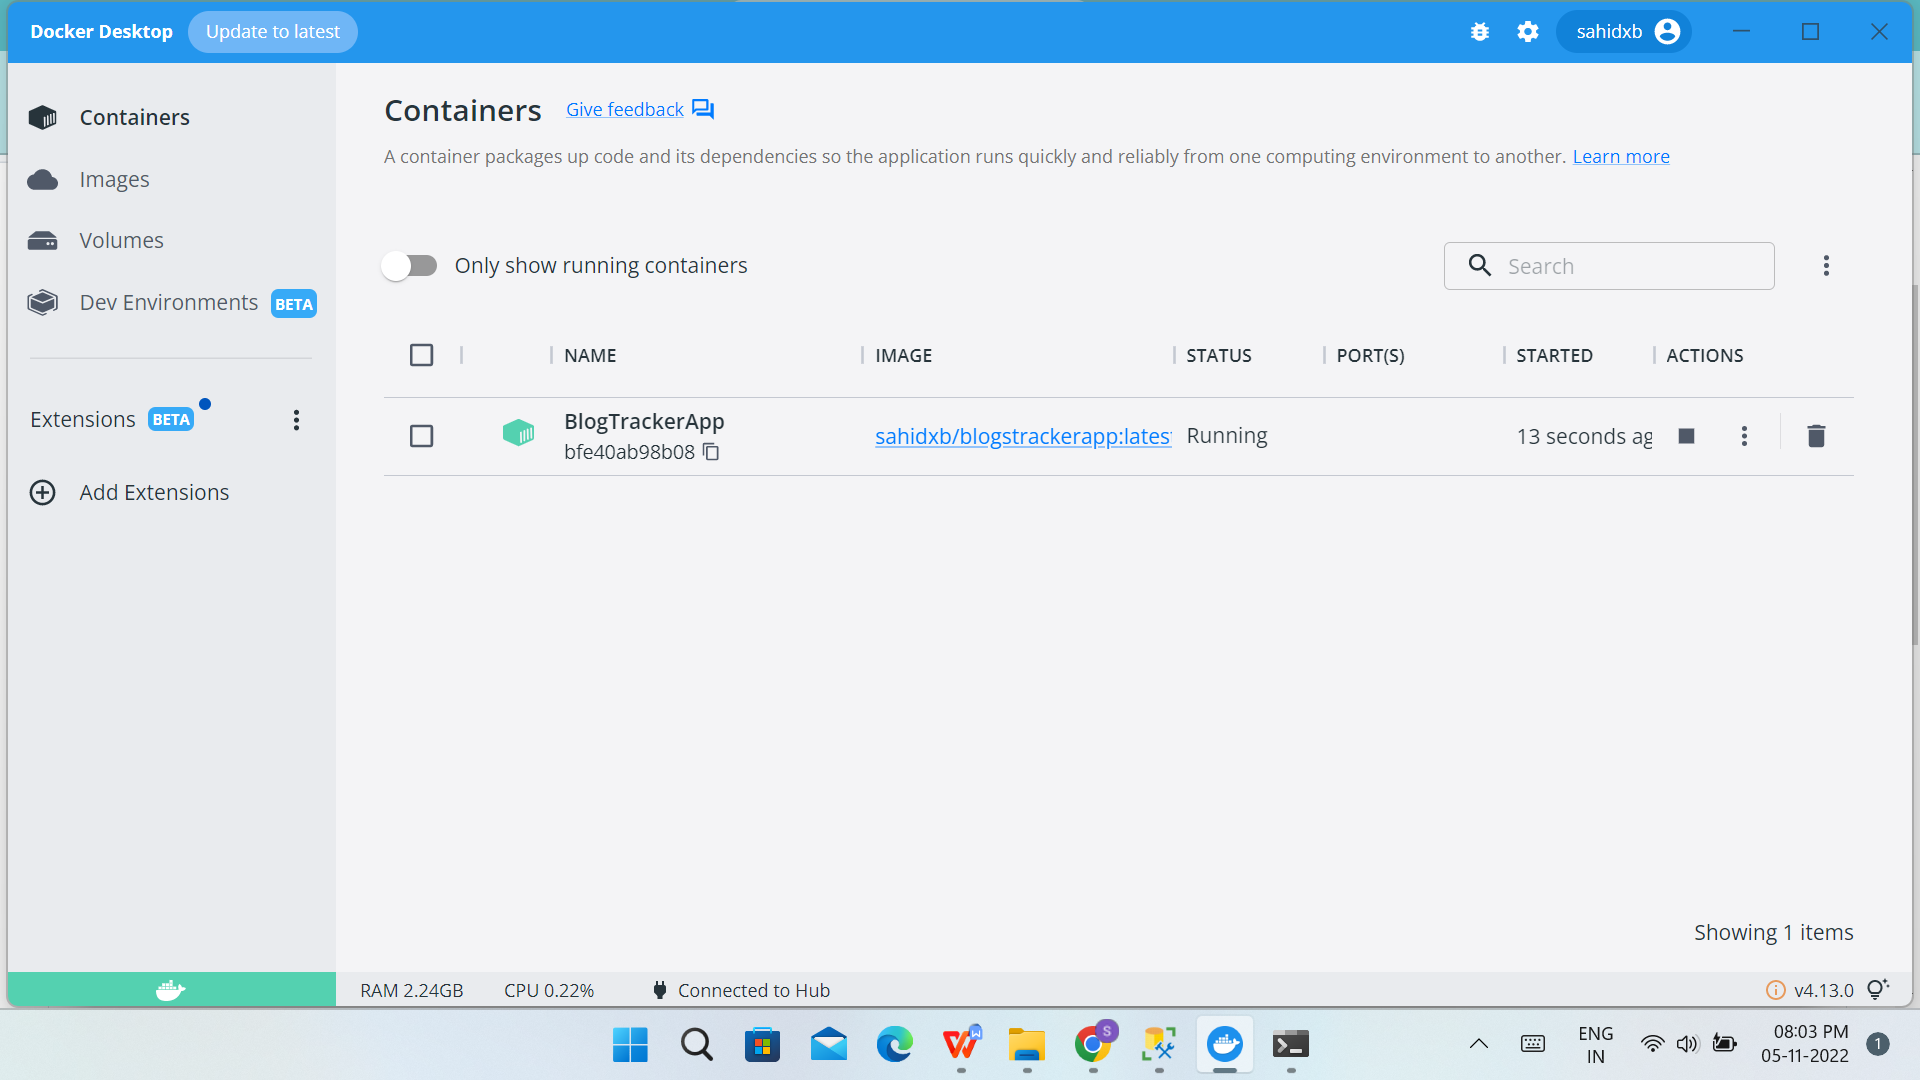 Docker Desktop Update to latest sahidxb
Containers
Images
Volumes
Dev Environments BETA
Extensions BETA
Add Extensions
Containers Give feedback
A container packages up code and its dependencies so the application runs quickly and reliably from one computing environment to another. Learn more
Only show running containers Search
NAME IMAGE STATUS PORT(S) STARTED ACTIONS
BlogTrackerApp
bfe40ab98b08
sahidxb/blogstrackerapp:latest Running 13 seconds ag
Showing 1 items
RAM 2.24GB CPU 0.22% Connected to Hub v4.13.0
S
W
ENG
IN
08:03 PM
05-11-2022
1